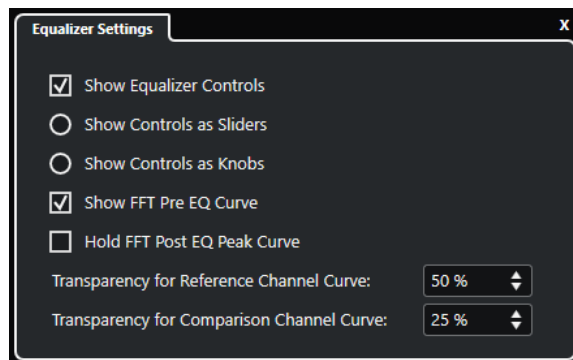 Equalizer Settings X
Show Equalizer Controls
Show Controls as Sliders
Show Controls as Knobs
Show FFT Pre EQ Curve
Hold FFT Post EQ Peak Curve
Transparency for Reference Channel Curve: 50 %
Transparency for Comparison Channel Curve: 25 %